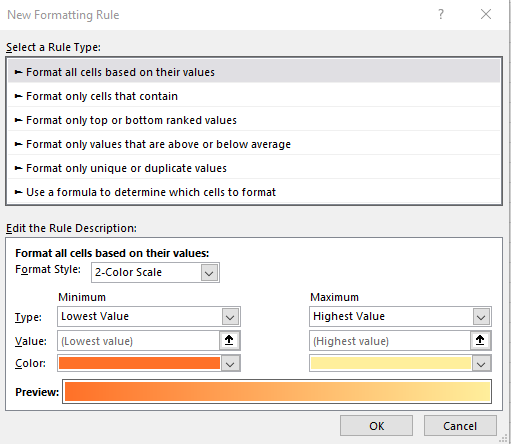 New Formatting Rule ? ×
Select a Rule Type:
► Format all cells based on their values
► Format only cells that contain
► Format only top or bottom ranked values
► Format only values that are above or below average
► Format only unique or duplicate values
► Use a formula to determine which cells to format
Edit the Rule Description:
Format all cells based on their values:
Format Style: 2-Color Scale
Minimum Maximum
Type: Lowest Value Highest Value
Value: (Lowest value) (Highest value)
Color:
Preview:
OK Cancel